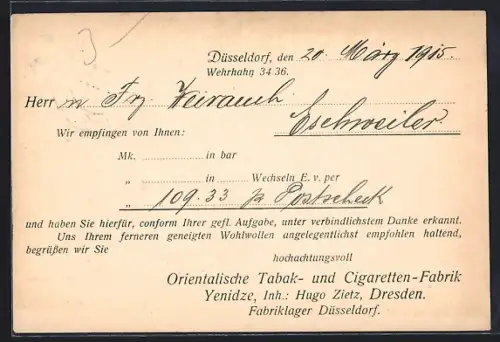 Düsseldorf, den 20 März 1915.
Wehrhahn 34 36.
Herr n Frz Weirauch
Eschweiler.
Wir empfingen von Ihnen:
Mk. .................... in bar
„ .................... in ............ Wechseln E. v. per
„ 109.33 p. Postscheck
und haben Sie hierfür, conform Ihrer gefl. Aufgabe, unter verbindlichstem Danke erkannt.
Uns Ihrem ferneren geneigten Wohlwollen angelegentlichst empfohlen haltend,
begrüßen wir Sie
hochachtungsvoll
Orientalische Tabak- und Cigaretten-Fabrik
Yenidze, Inh.: Hugo Zietz, Dresden.
Fabriklager Düsseldorf.